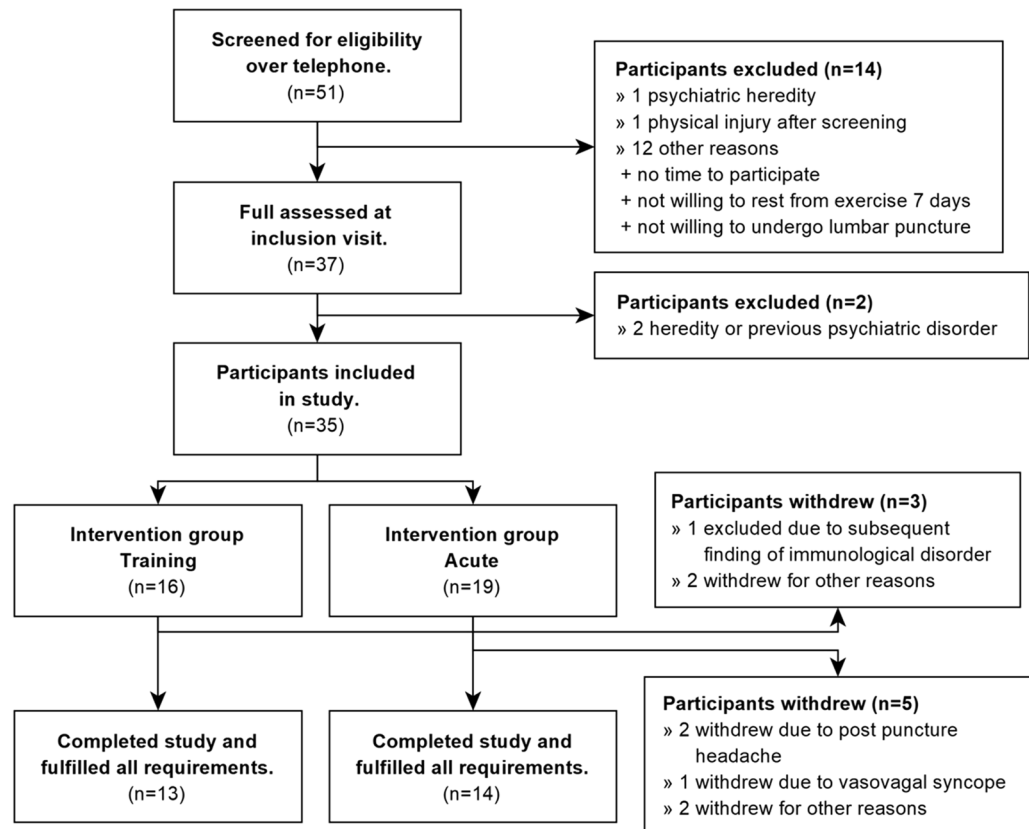 Screened for eligibility
over telephone.
(n=51)
Participants excluded (n=14)
» 1 psychiatric heredity
» 1 physical injury after screening
» 12 other reasons
+ no time to participate
+ not willing to rest from exercise 7 days
+ not willing to undergo lumbar puncture
Full assessed at
inclusion visit.
(n=37)
Participants excluded (n=2)
» 2 heredity or previous psychiatric disorder
Participants included
in study.
(n=35)
Intervention group
Training
(n=16)
Intervention group
Acute
(n=19)
Participants withdrew (n=3)
» 1 excluded due to subsequent
finding of immunological disorder
» 2 withdrew for other reasons
Completed study and
fulfilled all requirements.
(n=13)
Completed study and
fulfilled all requirements.
(n=14)
Participants withdrew (n=5)
» 2 withdrew due to post puncture
headache
» 1 withdrew due to vasovagal syncope
» 2 withdrew for other reasons